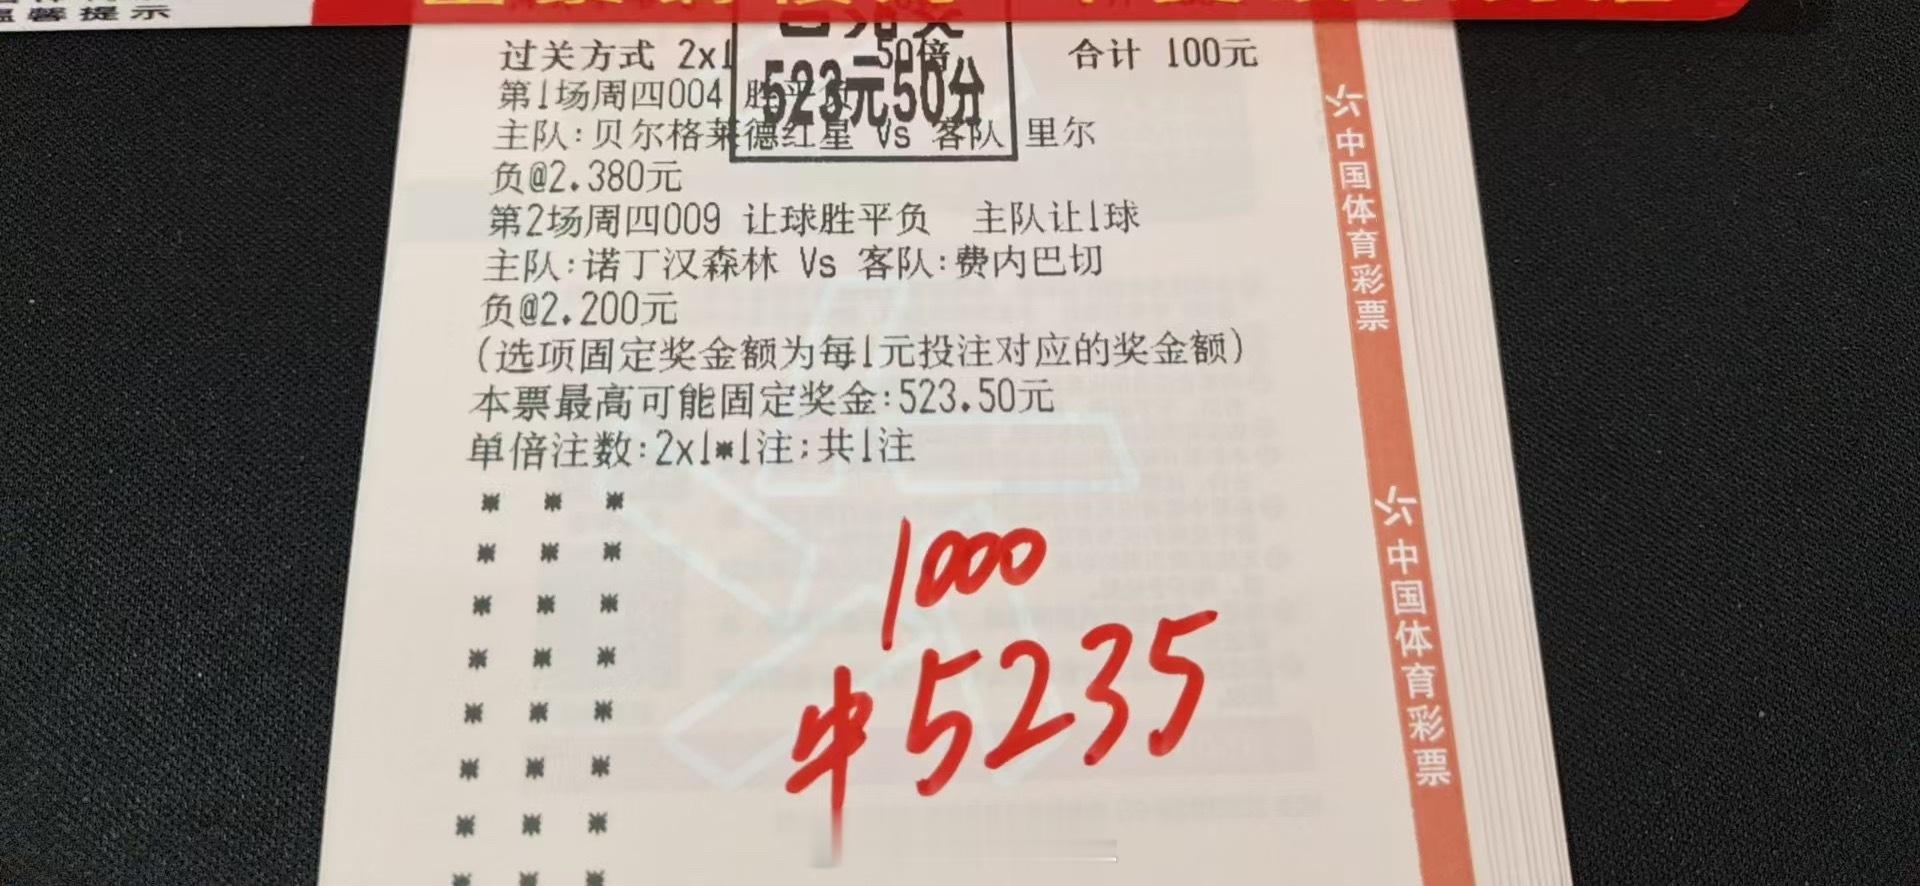 温馨提示
过关方式 2x1 50倍 合计 100元
523元50分
第1场周四004 胜平负
主队:贝尔格莱德红星 Vs 客队 里尔
负@2.380元
第2场周四009 让球胜平负 主队让1球
主队:诺丁汉森林 Vs 客队:费内巴切
负@2.200元
(选项固定奖金额为每1元投注对应的奖金额)
本票最高可能固定奖金:523.50元
单倍注数:2x1*1注;共1注
1000
中5235
中国体育彩票
中国体育彩票